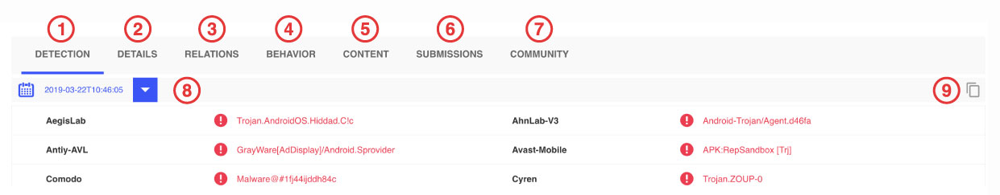 1 2 3 4 5 6 7
DETECTION DETAILS RELATIONS BEHAVIOR CONTENT SUBMISSIONS COMMUNITY
2019-03-22T10:46:05 8 9
AegisLab Trojan.AndroidOS.Hiddad.C!c AhnLab-V3 Android-Trojan/Agent.d46fa
Antiy-AVL GrayWare[AdDisplay]/Android.Sprovider Avast-Mobile APK:RepSandbox [Trj]
Comodo Malware@#1fj44ijddh84c Cyren Trojan.ZOUP-0